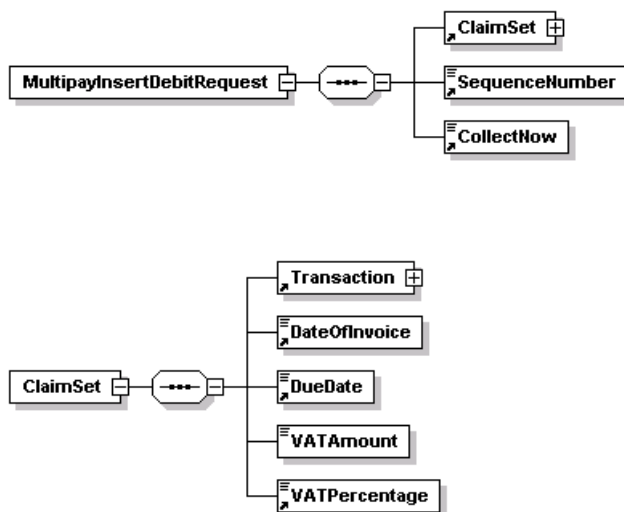 ClaimSet
MultipayInsertDebitRequest
SequenceNumber
CollectNow
Transaction
DateOfInvoice
ClaimSet
DueDate
VATAmount
VATPercentage